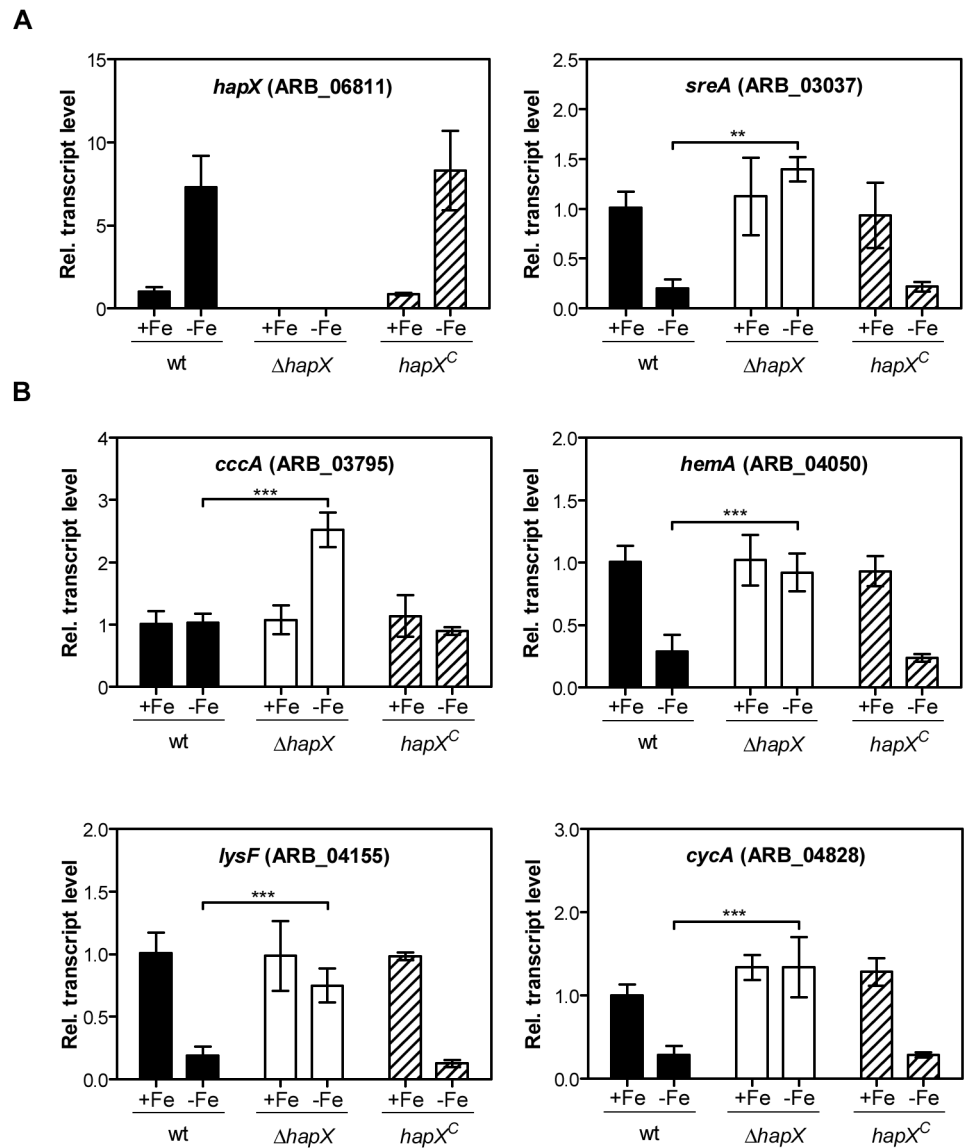 A
hapX (ARB_06811)
Rel. transcript level
15
10
5
0
+Fe -Fe +Fe -Fe +Fe -Fe
wt ΔhapX hapX^C
sreA (ARB_03037)
Rel. transcript level
2.5
2.0
1.5
1.0
0.5
0.0
**
+Fe -Fe +Fe -Fe +Fe -Fe
wt ΔhapX hapX^C
B
cccA (ARB_03795)
Rel. transcript level
4
3
2
1
0
***
+Fe -Fe +Fe -Fe +Fe -Fe
wt ΔhapX hapX^C
hemA (ARB_04050)
Rel. transcript level
2.0
1.5
1.0
0.5
0.0
***
+Fe -Fe +Fe -Fe +Fe -Fe
wt ΔhapX hapX^C
lysF (ARB_04155)
Rel. transcript level
2.0
1.5
1.0
0.5
0.0
***
+Fe -Fe +Fe -Fe +Fe -Fe
wt ΔhapX hapX^C
cycA (ARB_04828)
Rel. transcript level
3.0
2.0
1.0
0.0
***
+Fe -Fe +Fe -Fe +Fe -Fe
wt ΔhapX hapX^C